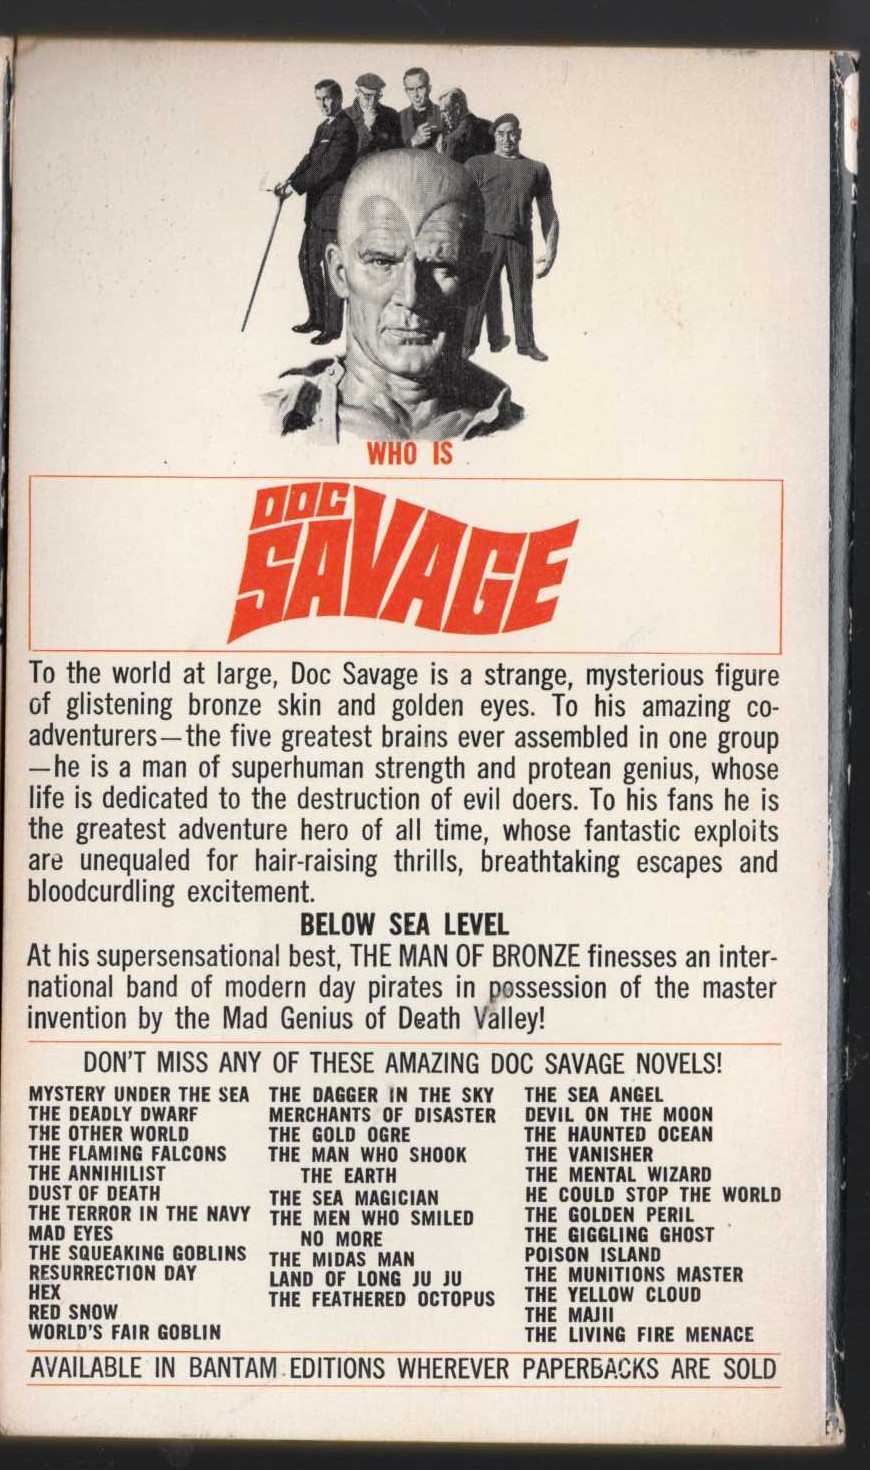 WHO IS
DOC
SAVAGE
To the world at large, Doc Savage is a strange, mysterious figure
of glistening bronze skin and golden eyes. To his amazing co-
adventurers—the five greatest brains ever assembled in one group
—he is a man of superhuman strength and protean genius, whose
life is dedicated to the destruction of evil doers. To his fans he is
the greatest adventure hero of all time, whose fantastic exploits
are unequaled for hair-raising thrills, breathtaking escapes and
bloodcurdling excitement.
BELOW SEA LEVEL
At his supersensational best, THE MAN OF BRONZE finesses an inter-
national band of modern day pirates in possession of the master
invention by the Mad Genius of Death Valley!
DON'T MISS ANY OF THESE AMAZING DOC SAVAGE NOVELS!
MYSTERY UNDER THE SEA
THE DEADLY DWARF
THE OTHER WORLD
THE FLAMING FALCONS
THE ANNIHILIST
DUST OF DEATH
THE TERROR IN THE NAVY
MAD EYES
THE SQUEAKING GOBLINS
RESURRECTION DAY
HEX
RED SNOW
WORLD'S FAIR GOBLIN
THE DAGGER IN THE SKY
MERCHANTS OF DISASTER
THE GOLD OGRE
THE MAN WHO SHOOK
THE EARTH
THE SEA MAGICIAN
THE MEN WHO SMILED
NO MORE
THE MIDAS MAN
LAND OF LONG JU JU
THE FEATHERED OCTOPUS
THE SEA ANGEL
DEVIL ON THE MOON
THE HAUNTED OCEAN
THE VANISHER
THE MENTAL WIZARD
HE COULD STOP THE WORLD
THE GOLDEN PERIL
THE GIGGLING GHOST
POISON ISLAND
THE MUNITIONS MASTER
THE YELLOW CLOUD
THE MAJII
THE LIVING FIRE MENACE
AVAILABLE IN BANTAM EDITIONS WHEREVER PAPERBACKS ARE SOLD